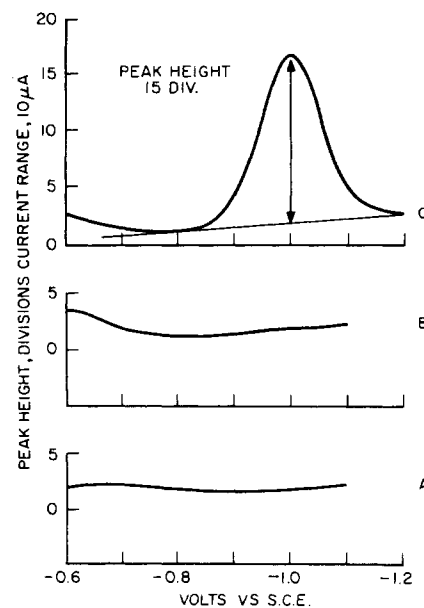 PEAK HEIGHT, DIVISIONS CURRENT RANGE, 10μA
20
15
10
5
0
PEAK HEIGHT
15 DIV.
5
0
5
0
A
-0.6
-0.8
-1.0
-1.2
VOLTS VS S.C.E.